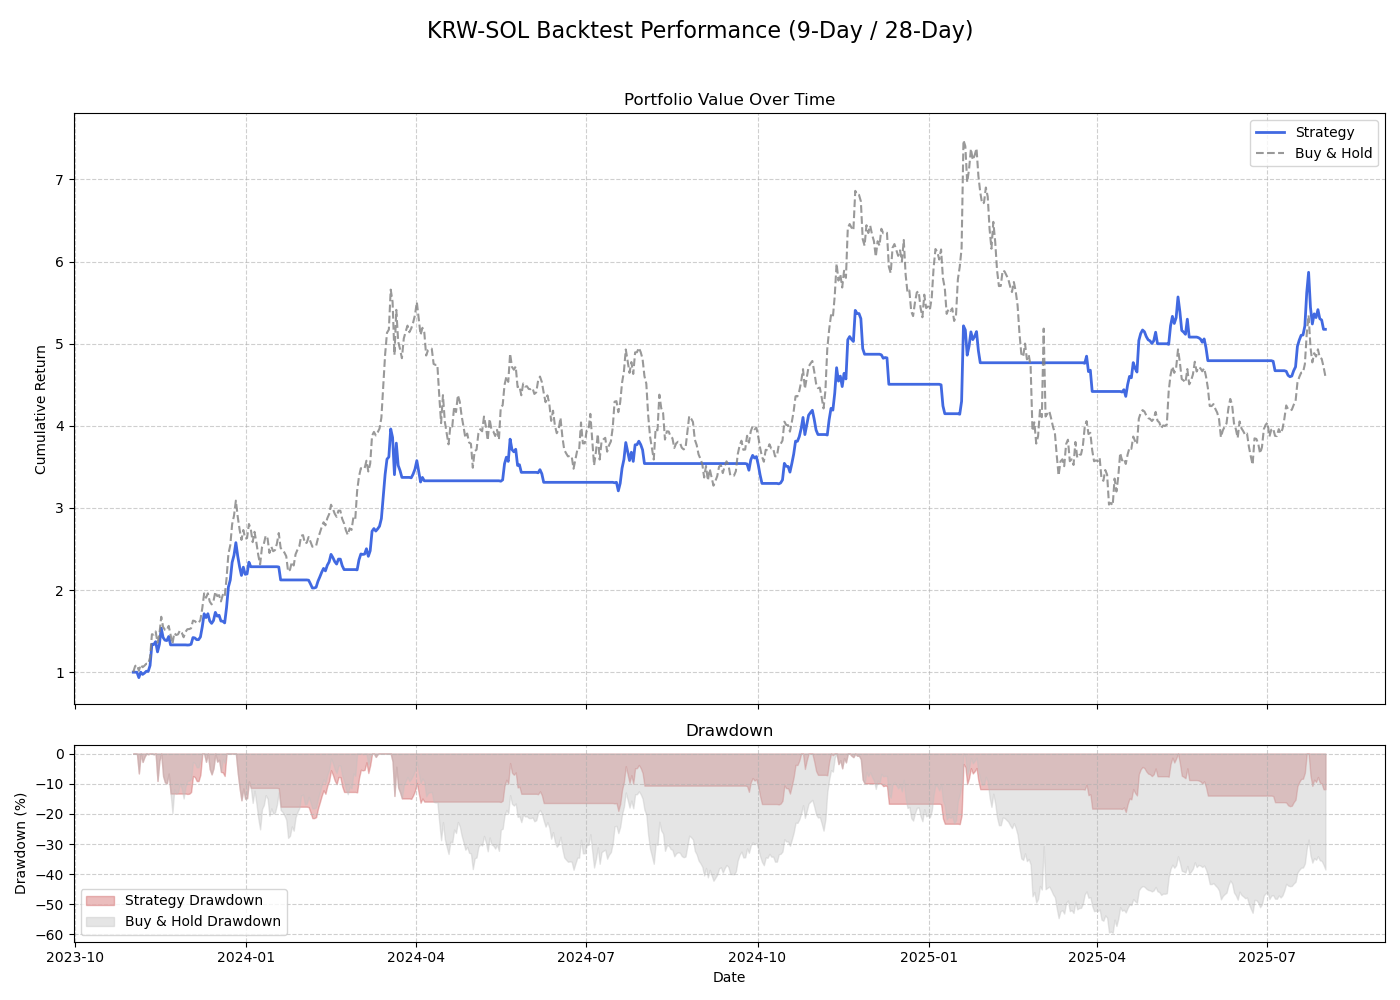 KRW-SOL Backtest Performance (9-Day / 28-Day)
Portfolio Value Over Time
Strategy
Buy & Hold
7
6
5
4
3
2
1
Cumulative Return
Drawdown
0
−10
−20
−30
−40
−50
−60
Drawdown (%)
Strategy Drawdown
Buy & Hold Drawdown
2023-10
2024-01
2024-04
2024-07
2024-10
2025-01
2025-04
2025-07
Date